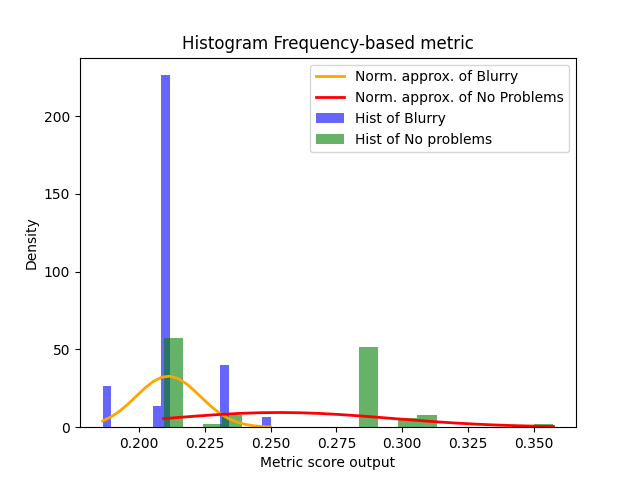 Histogram Frequency-based metric
Norm. approx. of Blurry
Norm. approx. of No Problems
Hist of Blurry
Hist of No problems
Density
200
150
100
50
0
0.200 0.225 0.250 0.275 0.300 0.325 0.350
Metric score output